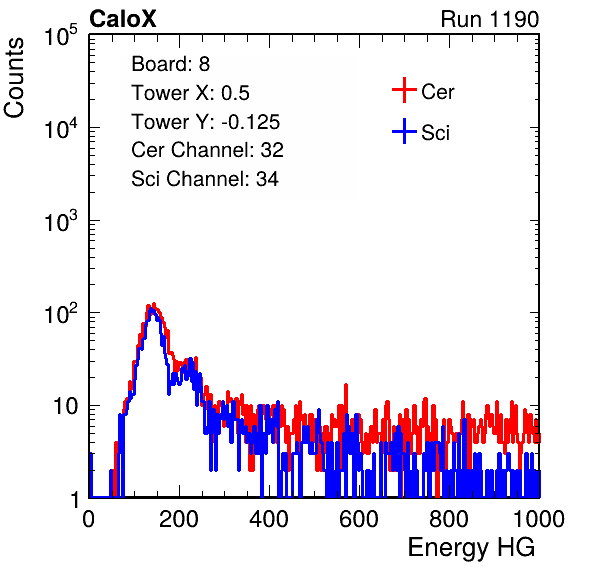 CaloX Run 1190
Counts
10^5
10^4
10^3
10^2
10
1
Board: 8
Tower X: 0.5
Tower Y: -0.125
Cer Channel: 32
Sci Channel: 34
Cer
Sci
0 200 400 600 800 1000
Energy HG